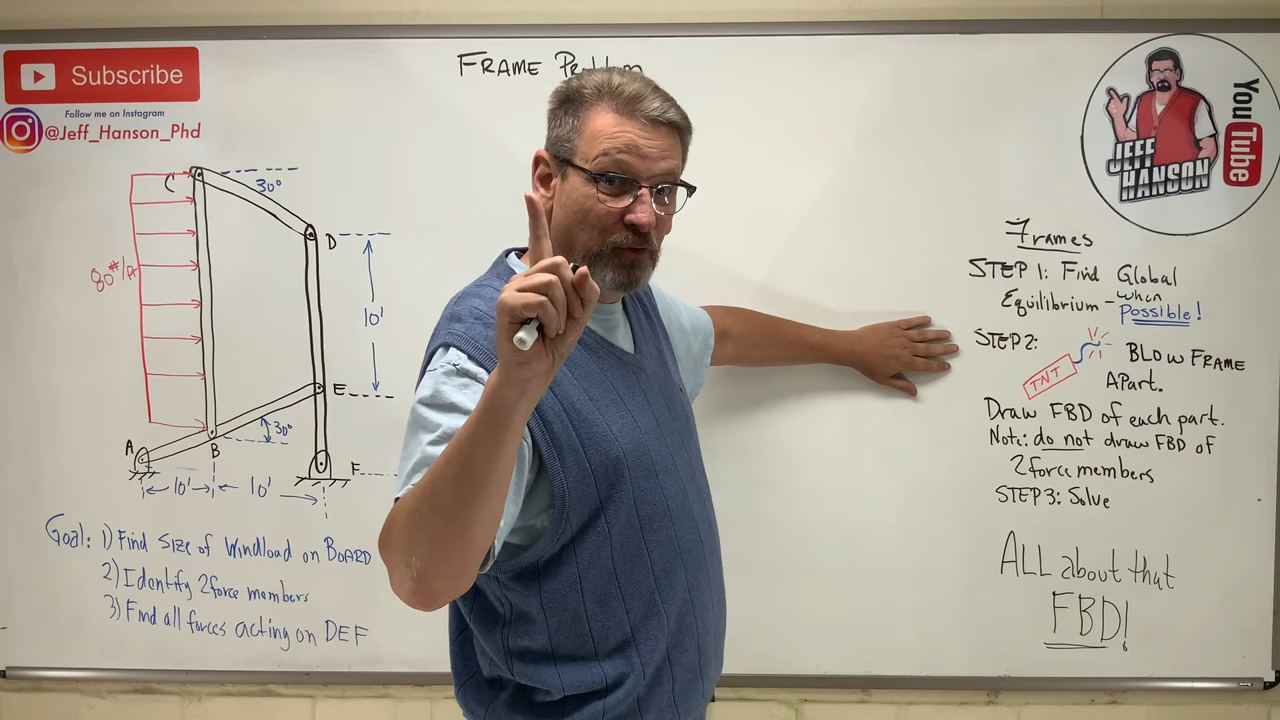 Subscribe
Follow me on Instagram
@Jeff_Hanson_Phd
FRAME
JEFF
HANSON
YouTube
C
30°
D
80#/ft
10'
E
30°
A
B
F
10'
10'
Goal: 1) Find Size of Windload on BOARD
2) Identify 2force members
3) Find all forces acting on DEF
Frames
STEP 1: Find Global
Equilibrium - when
Possible!
STEP 2:
TNT
BLOW FRAME
APart.
Draw FBD of each part.
Note: do not draw FBD of
2force members
STEP 3: Solve
ALL about that
FBD!